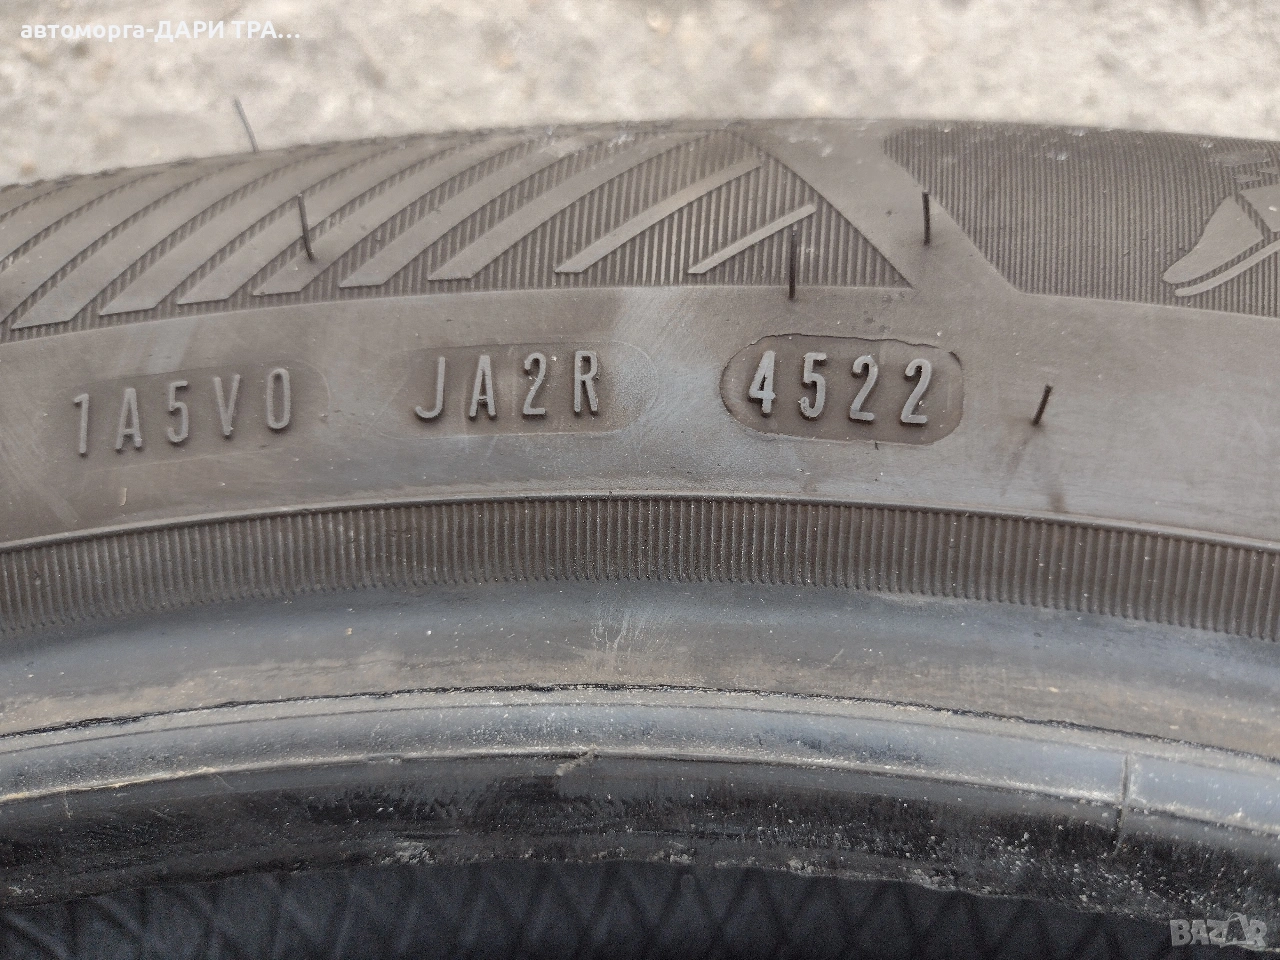 автоморга-ДАРИ ТРА...
1A5V0 JA2R 4522
BAZAR